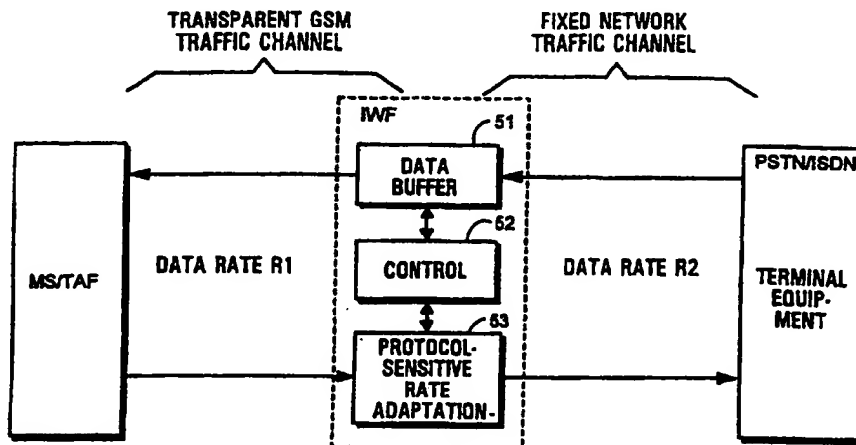 TRANSPARENT GSM
TRAFFIC CHANNEL
FIXED NETWORK
TRAFFIC CHANNEL
IWF
51
DATA
BUFFER
PSTN/ISDN
52
MS/TAF
DATA RATE R1
CONTROL
DATA RATE R2
TERMINAL
EQUIP-
MENT
53
PROTOCOL-
SENSITIVE
RATE
ADAPTATION-